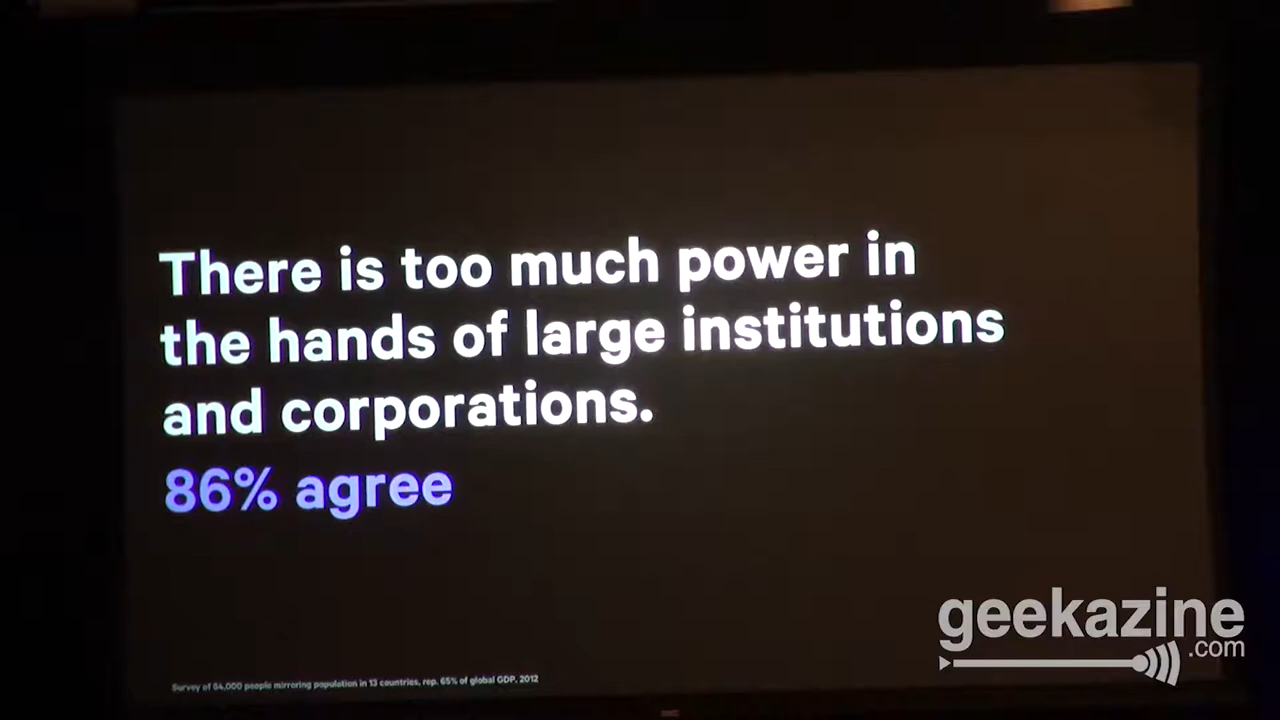 There is too much power in
the hands of large institutions
and corporations.
86% agree
Survey of 64,000 people mirroring population in 13 countries, rep. 65% of global GDP. 2012
geekazine
.com